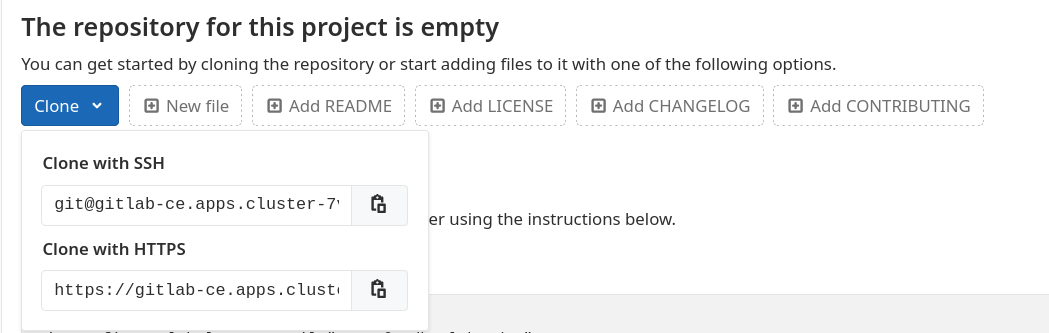 The repository for this project is empty
You can get started by cloning the repository or start adding files to it with one of the following options.
Clone New file Add README Add LICENSE Add CHANGELOG Add CONTRIBUTING
Clone with SSH
git@gitlab-ce.apps.cluster-7
er using the instructions below.
Clone with HTTPS
https://gitlab-ce.apps.cluste